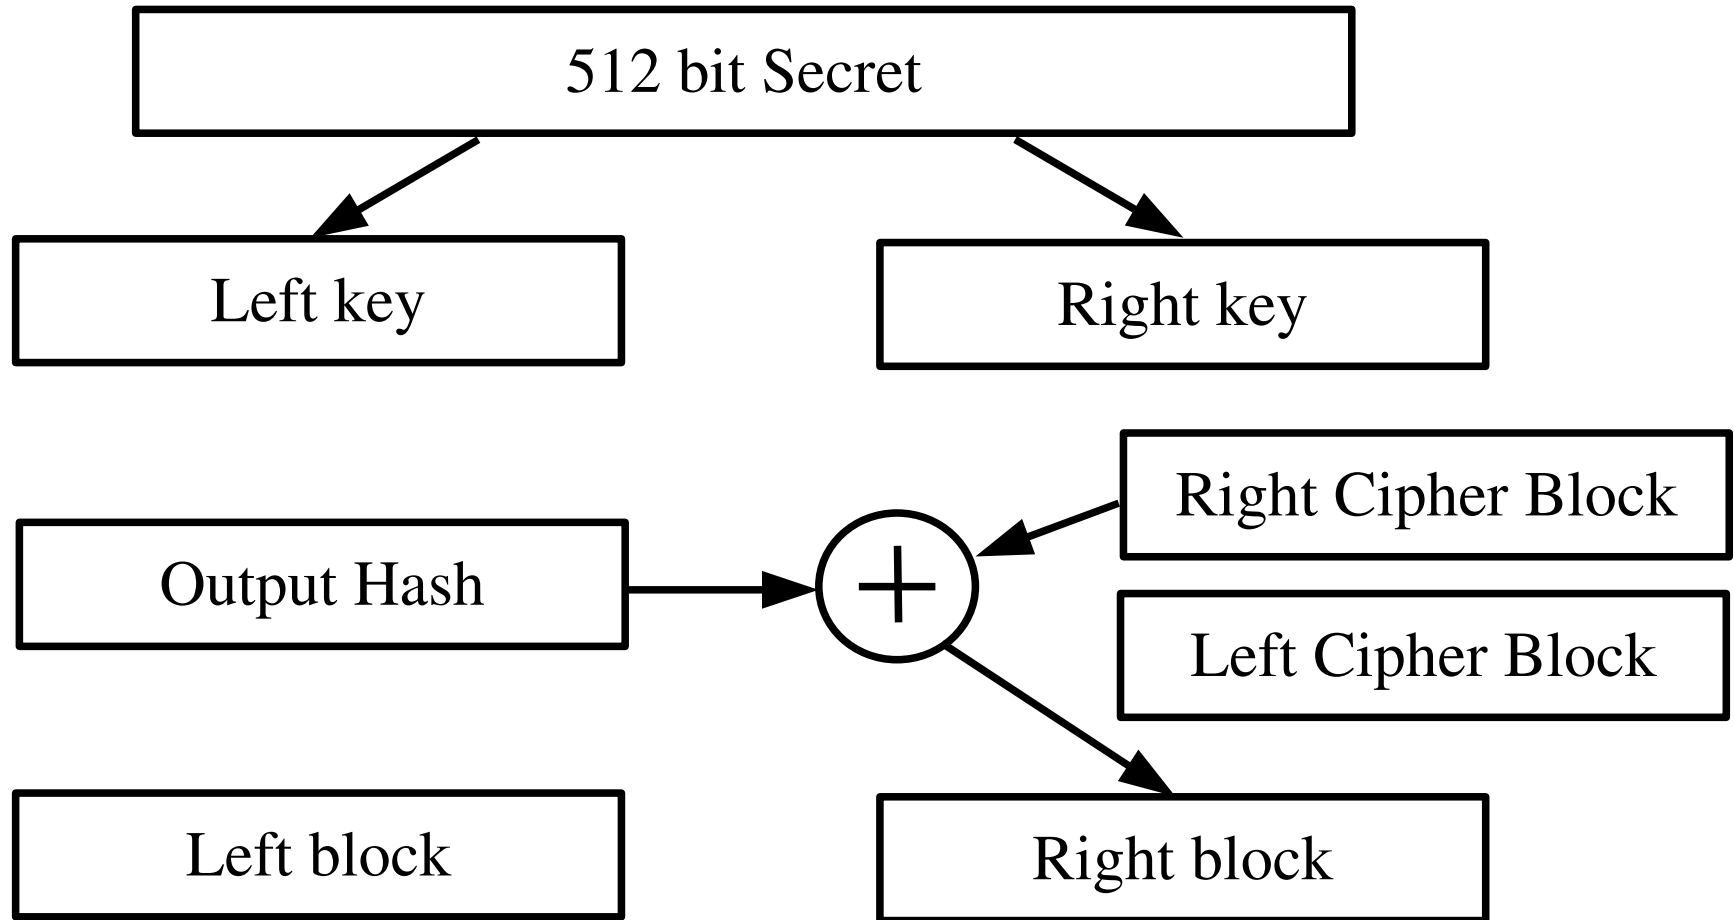 512 bit Secret
Left key
Right key
Right Cipher Block
Output Hash
Left Cipher Block
Left block
Right block